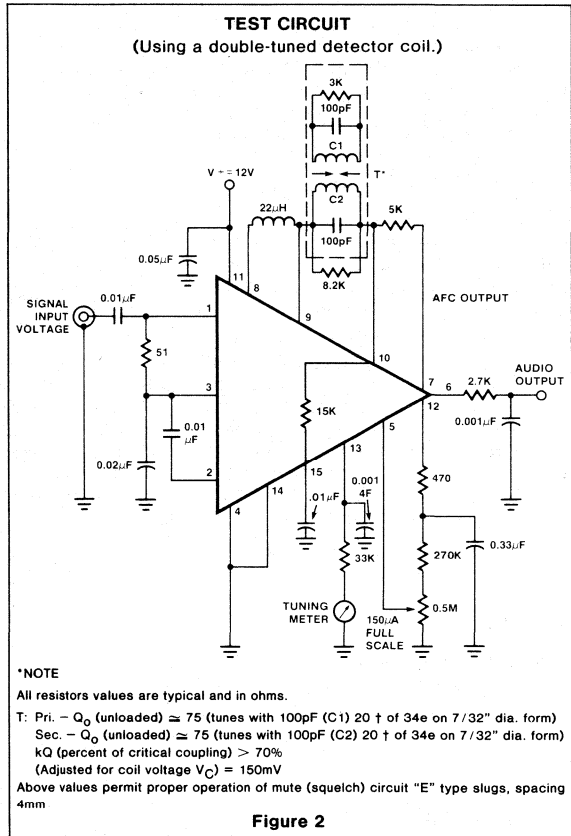 TEST CIRCUIT
(Using a double-tuned detector coil.)
3K
100pF
C1
T*
C2
V + = 12V
22μH
100pF
5K
0.05μF
8.2K
11
8
9
AFC OUTPUT
SIGNAL
INPUT
VOLTAGE
0.01μF
1
10
51
AUDIO
OUTPUT
3
7
6
2.7K
12
0.01
μF
15K
5
0.001μF
0.02μF
2
13
15
14
4
.01μF
0.001
4F
470
33K
270K
0.33μF
TUNING
METER
150μA
FULL
SCALE
0.5M
*NOTE
All resistors values are typical and in ohms.
T: Pri. – Qo (unloaded) ≃ 75 (tunes with 100pF (C1) 20 † of 34e on 7/32" dia. form)
Sec. – Qo (unloaded) ≃ 75 (tunes with 100pF (C2) 20 † of 34e on 7/32" dia. form)
kQ (percent of critical coupling) > 70%
(Adjusted for coil voltage VC) = 150mV
Above values permit proper operation of mute (squelch) circuit "E" type slugs, spacing
4mm
Figure 2